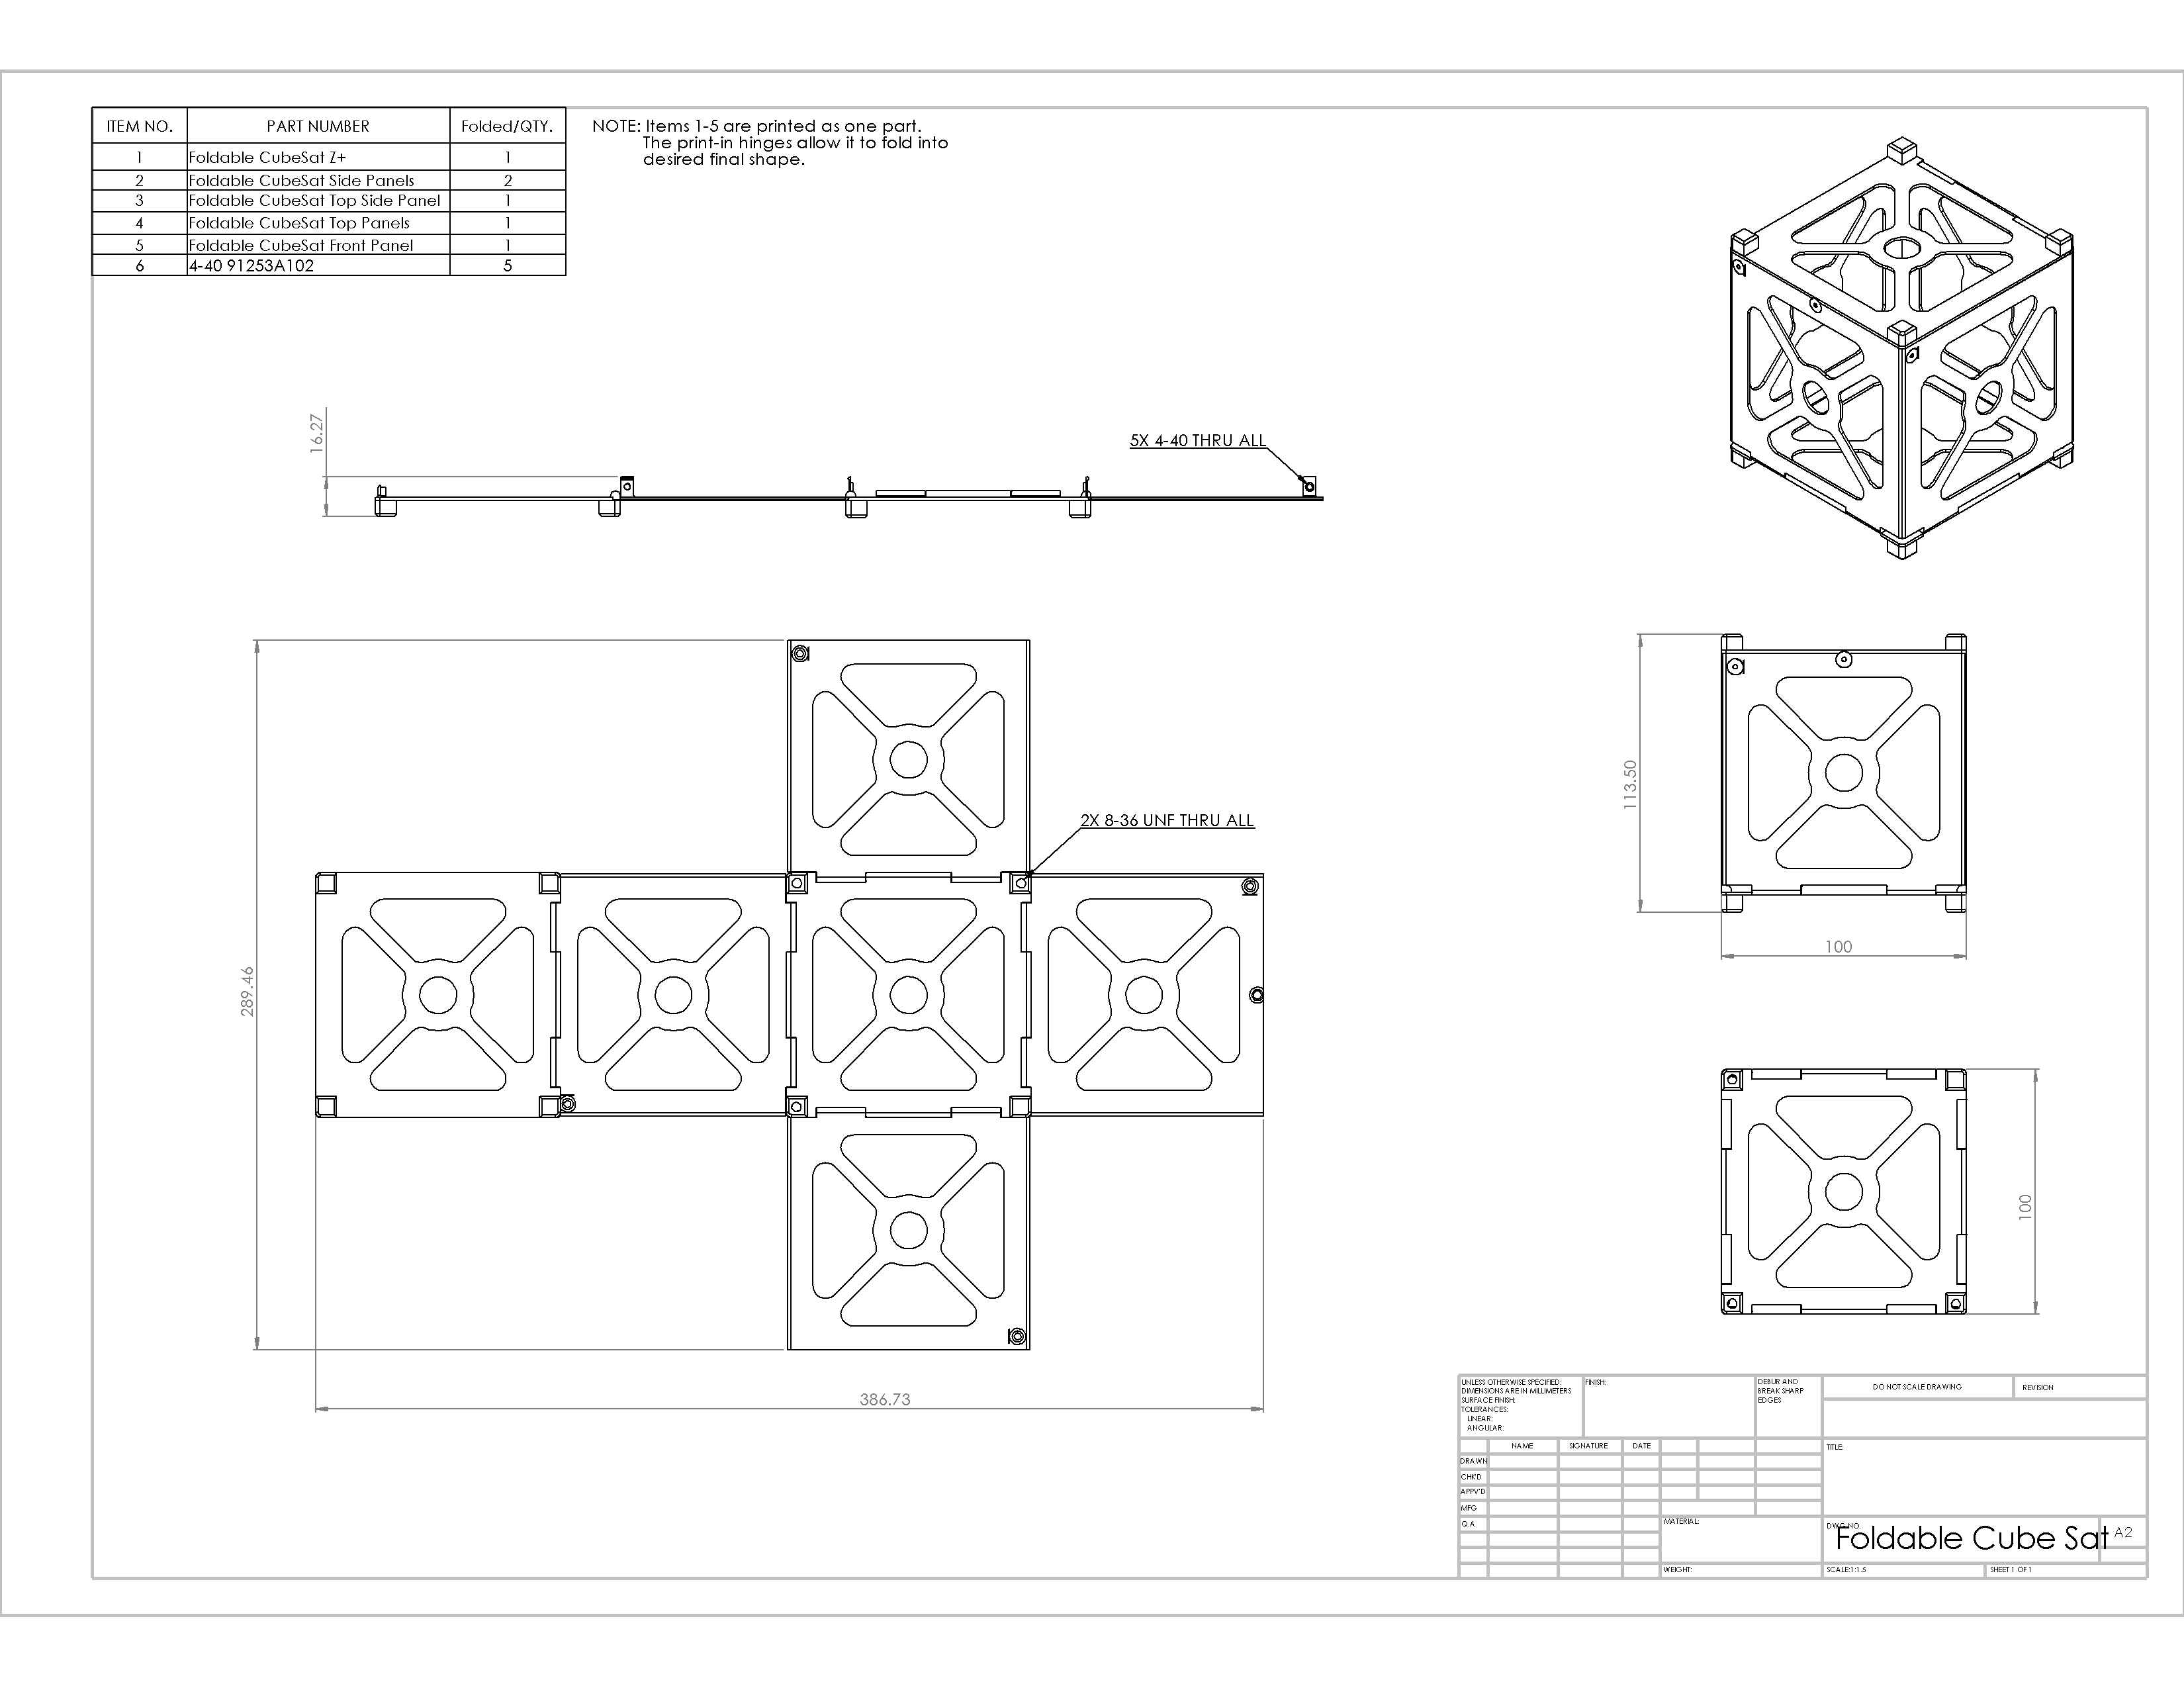 ITEM NO. PART NUMBER Folded/QTY.
1 Foldable CubeSat Z+ 1
2 Foldable CubeSat Side Panels 2
3 Foldable CubeSat Top Side Panel 1
4 Foldable CubeSat Top Panels 1
5 Foldable CubeSat Front Panel 1
6 4-40 91253A102 5
NOTE: Items 1-5 are printed as one part.
The print-in hinges allow it to fold into
desired final shape.
16.27
5X 4-40 THRU ALL
2X 8-36 UNF THRU ALL
289.46
386.73
113.50
100
100
UNLESS OTHERWISE SPECIFIED:
DIMENSIONS ARE IN MILLIMETERS
SURFACE FINISH:
TOLERANCES:
LINEAR:
ANGULAR:
FINISH:
DEBUR AND
BREAK SHARP
EDGES
DO NOT SCALE DRAWING
REVISION
NAME SIGNATURE DATE
DRAWN
CHK'D
APPV'D
MFG
Q.A
TITLE:
MATERIAL:
DWG NO.
Foldable Cube Sat
A2
WEIGHT:
SCALE:1:1.5
SHEET 1 OF 1